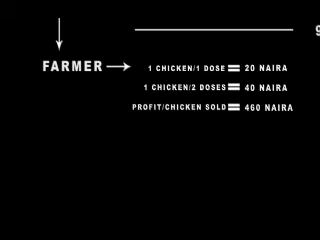 FARMER
1 CHICKEN/1 DOSE = 20 NAIRA
1 CHICKEN/2 DOSES = 40 NAIRA
PROFIT/CHICKEN SOLD = 460 NAIRA